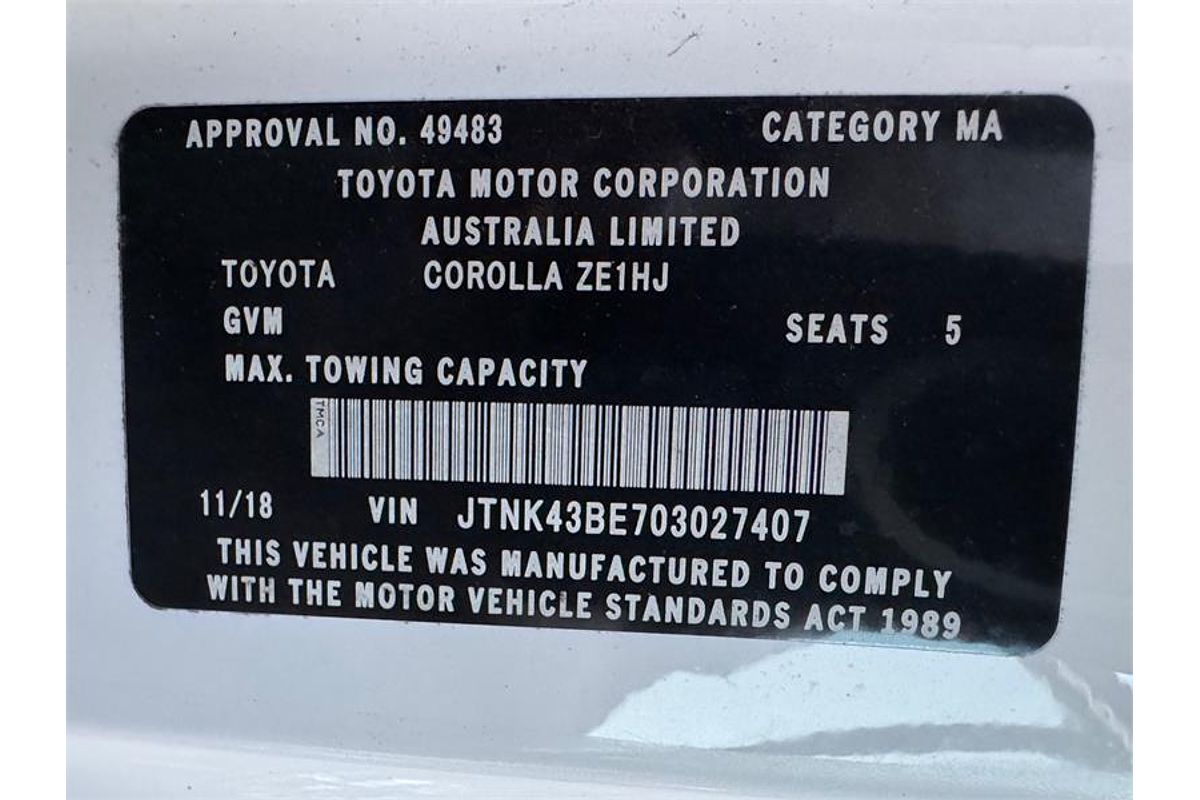 APPROVAL NO. 49483 CATEGORY MA
TOYOTA MOTOR CORPORATION
AUSTRALIA LIMITED
TOYOTA COROLLA ZE1HJ
GVM SEATS 5
MAX. TOWING CAPACITY
TMCA
11/18 VIN JTNK43BE703027407
THIS VEHICLE WAS MANUFACTURED TO COMPLY
WITH THE MOTOR VEHICLE STANDARDS ACT 1989